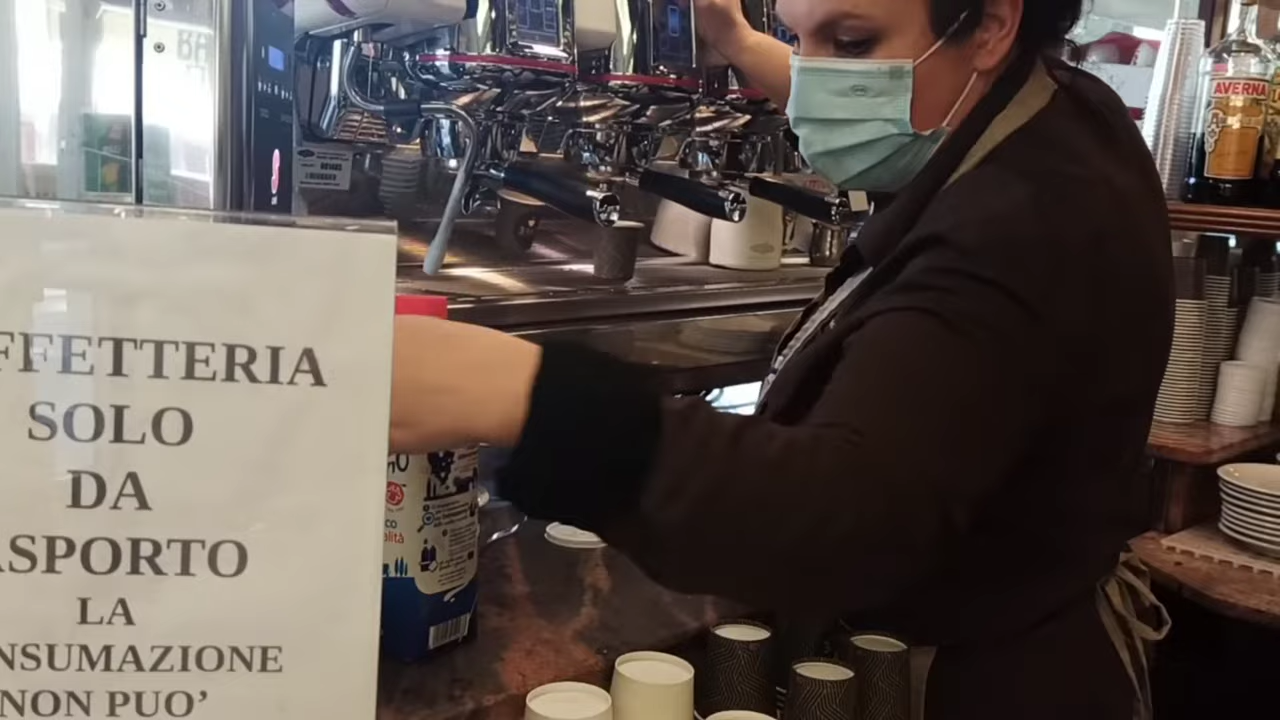 AVERNA
FFETTERIA
SOLO
DA
ASPORTO
LA
NSUMAZIONE
NON PUO'